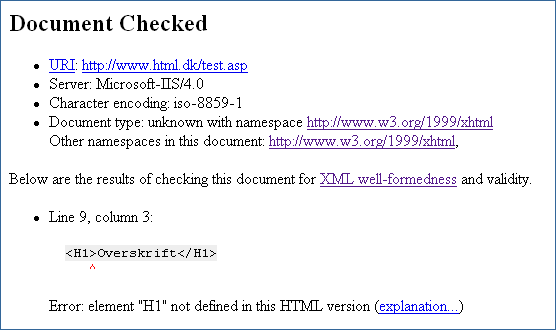 Document Checked
• URI: http://www.html.dk/test.asp
• Server: Microsoft-IIS/4.0
• Character encoding: iso-8859-1
• Document type: unknown with namespace http://www.w3.org/1999/xhtml
Other namespaces in this document: http://www.w3.org/1999/xhtml,
Below are the results of checking this document for XML well-formedness and validity.
• Line 9, column 3:
<H1>Overskrift</H1>
^
Error: element "H1" not defined in this HTML version (explanation...)